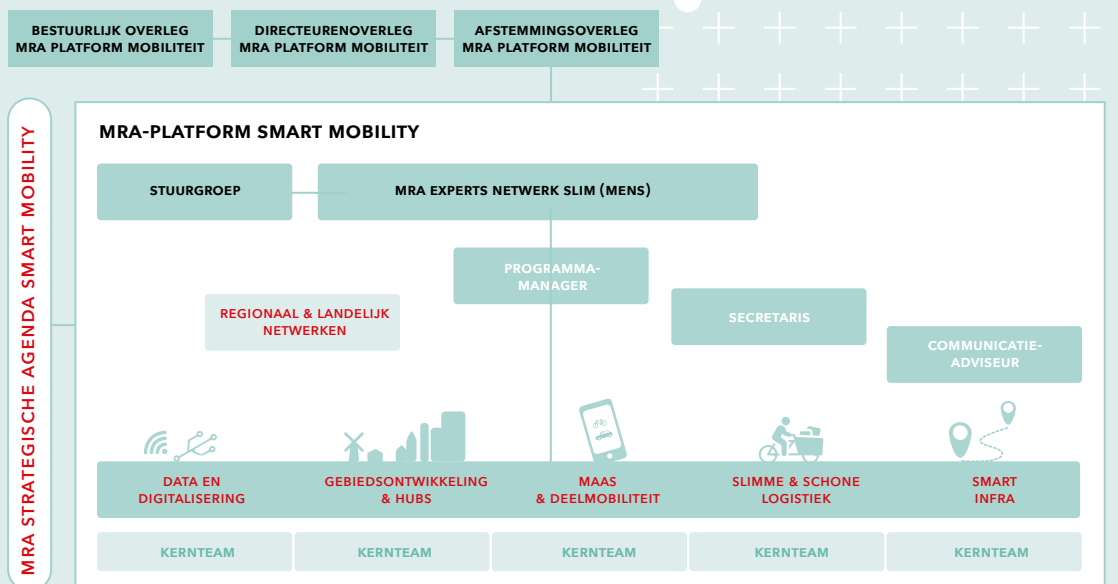 BESTUURLIJK OVERLEG
MRA PLATFORM MOBILITEIT
DIRECTEURENOVERLEG
MRA PLATFORM MOBILITEIT
AFSTEMMINGSOVERLEG
MRA PLATFORM MOBILITEIT
MRA STRATEGISCHE AGENDA SMART MOBILITY
MRA-PLATFORM SMART MOBILITY
STUURGROEP
MRA EXPERTS NETWERK SLIM (MENS)
PROGRAMMA-
MANAGER
REGIONAAL & LANDELIJK
NETWERKEN
SECRETARIS
COMMUNICATIE-
ADVISEUR
DATA EN
DIGITALISERING
GEBIEDSONTWIKKELING
& HUBS
MAAS
& DEELMOBILITEIT
SLIMME & SCHONE
LOGISTIEK
SMART
INFRA
KERNTEAM
KERNTEAM
KERNTEAM
KERNTEAM
KERNTEAM